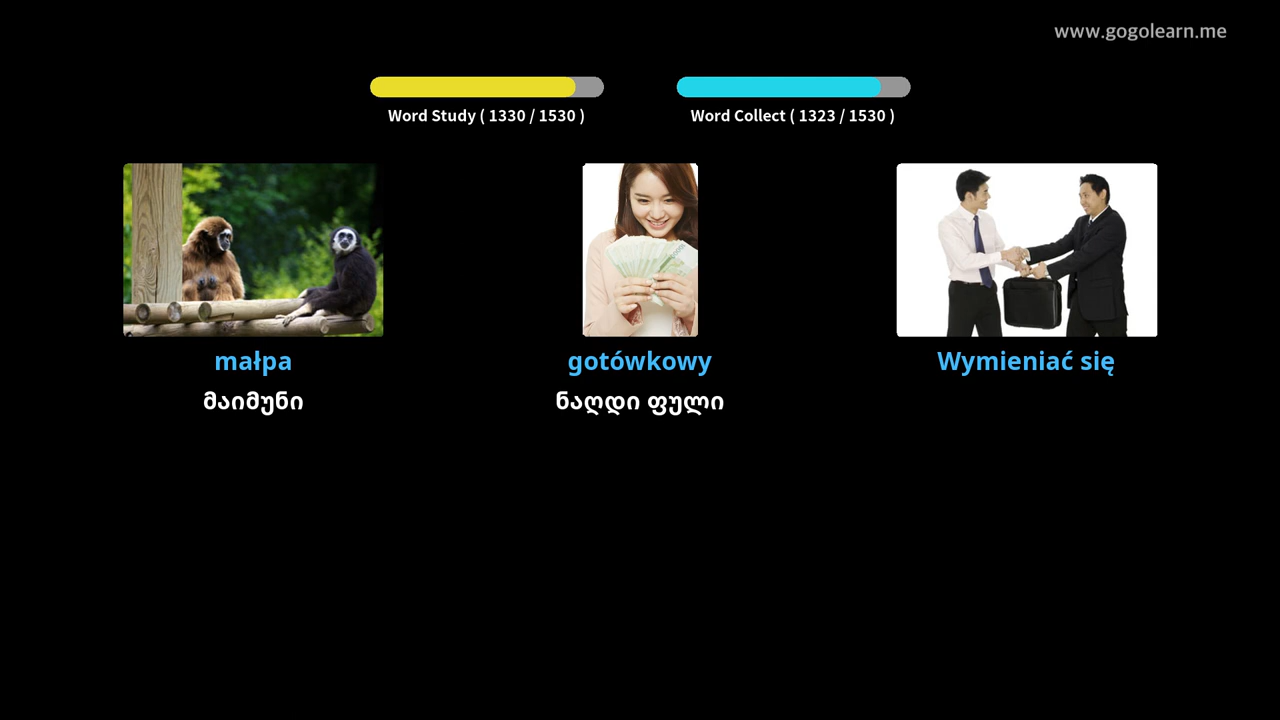 www.gogolearn.me
Word Study ( 1330 / 1530 )
Word Collect ( 1323 / 1530 )
małpa
gotówkowy
Wymieniać się
მაიმუნი
ნაღდი ფული